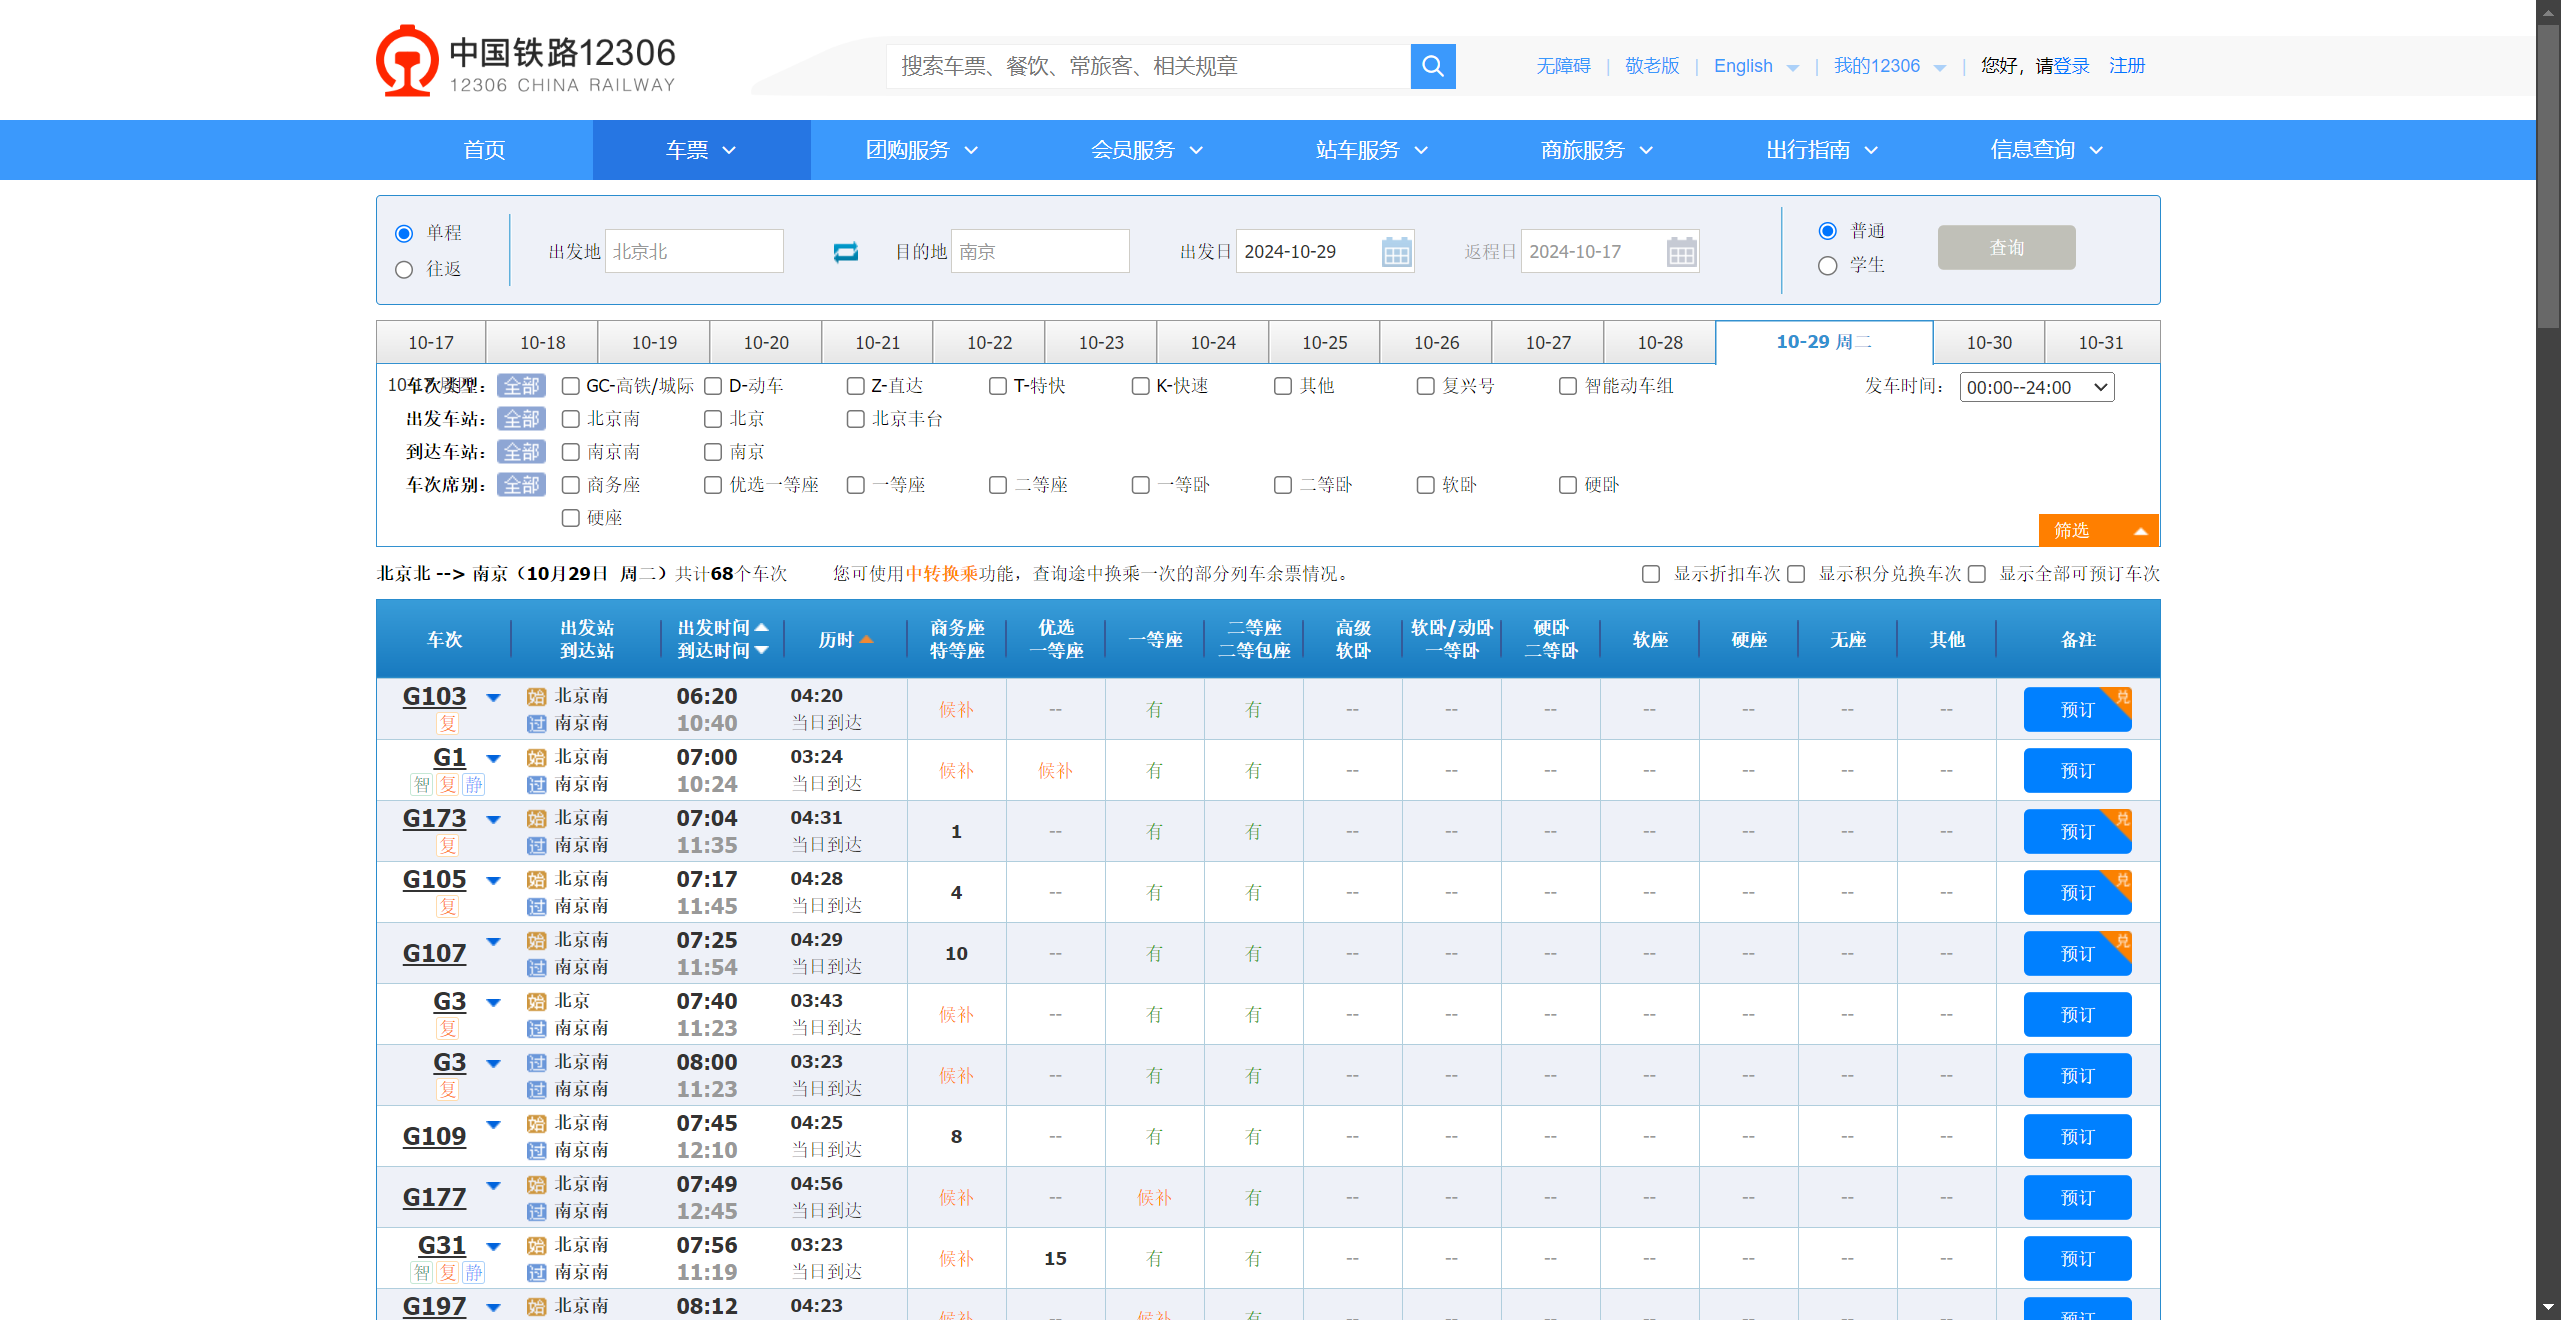 中国铁路12306
12306 CHINA RAILWAY
搜索车票、餐饮、常旅客、相关规章
无障碍 | 敬老版 | English | 我的12306 | 您好，请登录 注册
首页 车票 团购服务 会员服务 站车服务 商旅服务 出行指南 信息查询
单程
往返
出发地 北京北 目的地 南京 出发日 2024-10-29 返程日 2024-10-17
普通
学生
查询
10-17 10-18 10-19 10-20 10-21 10-22 10-23 10-24 10-25 10-26 10-27 10-28 10-29 周二 10-30 10-31
车次类型： 全部 GC-高铁/城际 D-动车 Z-直达 T-特快 K-快速 其他 复兴号 智能动车组 发车时间： 00:00--24:00
出发车站： 全部 北京南 北京 北京丰台
到达车站： 全部 南京南 南京
车次席别： 全部 商务座 优选一等座 一等座 二等座 一等卧 二等卧 软卧 硬卧
硬座
筛选
北京北 --> 南京（10月29日 周二）共计68个车次 您可使用中转换乘功能，查询途中换乘一次的部分列车余票情况。 显示折扣车次 显示积分兑换车次 显示全部可预订车次
车次 出发站 到达站 出发时间 到达时间 历时 商务座 特等座 优选 一等座 一等座 二等座 二等包座 高级 软卧 软卧/动卧 一等卧 硬卧 二等卧 软座 硬座 无座 其他 备注
G103 始 北京南 06:20 04:20 候补 -- 有 有 -- -- -- -- -- -- -- 预订 兑
复 过 南京南 10:40 当日到达
G1 始 北京南 07:00 03:24 候补 候补 有 有 -- -- -- -- -- -- -- 预订
智 复 静 过 南京南 10:24 当日到达
G173 始 北京南 07:04 04:31 1 -- 有 有 -- -- -- -- -- -- -- 预订 兑
复 过 南京南 11:35 当日到达
G105 始 北京南 07:17 04:28 4 -- 有 有 -- -- -- -- -- -- -- 预订 兑
复 过 南京南 11:45 当日到达
G107 始 北京南 07:25 04:29 10 -- 有 有 -- -- -- -- -- -- -- 预订 兑
过 南京南 11:54 当日到达
G3 始 北京 07:40 03:43 候补 -- 有 有 -- -- -- -- -- -- -- 预订
复 过 南京南 11:23 当日到达
G3 过 北京南 08:00 03:23 候补 -- 有 有 -- -- -- -- -- -- -- 预订
复 过 南京南 11:23 当日到达
G109 始 北京南 07:45 04:25 8 -- 有 有 -- -- -- -- -- -- -- 预订
过 南京南 12:10 当日到达
G177 始 北京南 07:49 04:56 候补 -- 候补 有 -- -- -- -- -- -- -- 预订
过 南京南 12:45 当日到达
G31 始 北京南 07:56 03:23 候补 15 有 有 -- -- -- -- -- -- -- 预订
智 复 静 过 南京南 11:19 当日到达
G197 始 北京南 08:12 04:23 候补 -- 候补 有 -- -- -- -- -- -- -- 预订